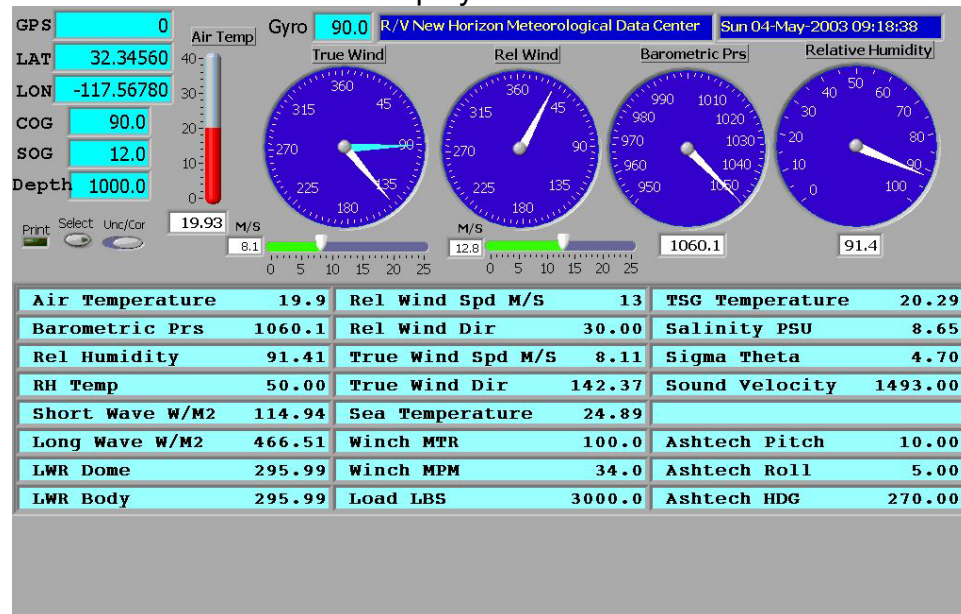 GPS 0 Air Temp Gyro 90.0 R/V New Horizon Meteorological Data Center Sun 04-May-2003 09:18:38
LAT 32.34560
LON -117.56780
COG 90.0
SOG 12.0
Depth 1000.0
Print Select Unc/Cor
40
30
20
10
0
19.93
True Wind
360
45
90
135
180
225
270
315
M/S
8.1
0 5 10 15 20 25
Rel Wind
360
45
90
135
180
225
270
315
M/S
12.8
0 5 10 15 20 25
Barometric Prs
950
960
970
980
990
1010
1020
1030
1040
1050
1060.1
Relative Humidity
0
10
20
30
40
50
60
70
80
90
100
91.4
Air Temperature 19.9 Rel Wind Spd M/S 13 TSG Temperature 20.29
Barometric Prs 1060.1 Rel Wind Dir 30.00 Salinity PSU 8.65
Rel Humidity 91.41 True Wind Spd M/S 8.11 Sigma Theta 4.70
RH Temp 50.00 True Wind Dir 142.37 Sound Velocity 1493.00
Short Wave W/M2 114.94 Sea Temperature 24.89
Long Wave W/M2 466.51 Winch MTR 100.0 Ashtech Pitch 10.00
LWR Dome 295.99 Winch MPM 34.0 Ashtech Roll 5.00
LWR Body 295.99 Load LBS 3000.0 Ashtech HDG 270.00